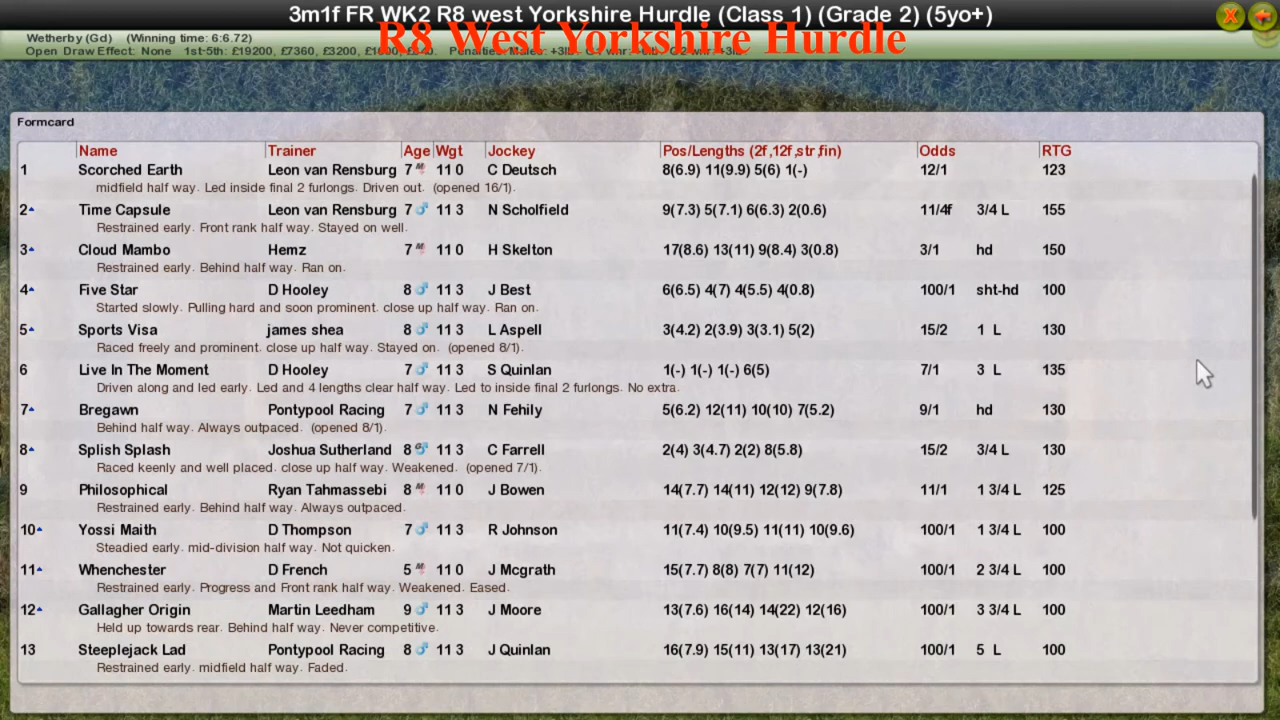 3m1f FR WK2 R8 west Yorkshire Hurdle (Class 1) (Grade 2) (5yo+)
R8 West Yorkshire Hurdle
Wetherby (Gd) (Winning time: 6:6.72)
Open Draw Effect: None 1st-5th: £19200, £7360, £3200,
Formcard
Name Trainer Age Wgt Jockey Pos/Lengths (2f,12f,str,fin) Odds RTG
1 Scorched Earth Leon van Rensburg 7 11 0 C Deutsch 8(6.9) 11(9.9) 5(6) 1(-) 12/1 123
midfield half way. Led inside final 2 furlongs. Driven out. (opened 16/1).
2 Time Capsule Leon van Rensburg 7 11 3 N Scholfield 9(7.3) 5(7.1) 6(6.3) 2(0.6) 11/4f 3/4 L 155
Restrained early. Front rank half way. Stayed on well.
3 Cloud Mambo Hemz 7 11 0 H Skelton 17(8.6) 13(11) 9(8.4) 3(0.8) 3/1 hd 150
Restrained early. Behind half way. Ran on.
4 Five Star D Hooley 8 11 3 J Best 6(6.5) 4(7) 4(5.5) 4(0.8) 100/1 sht-hd 100
Started slowly. Pulling hard and soon prominent. close up half way. Ran on.
5 Sports Visa james shea 8 11 3 L Aspell 3(4.2) 2(3.9) 3(3.1) 5(2) 15/2 1 L 130
Raced freely and prominent. close up half way. Stayed on. (opened 8/1).
6 Live In The Moment D Hooley 7 11 3 S Quinlan 1(-) 1(-) 1(-) 6(5) 7/1 3 L 135
Driven along and led early. Led and 4 lengths clear half way. Led to inside final 2 furlongs. No extra.
7 Bregawn Pontypool Racing 7 11 3 N Fehily 5(6.2) 12(11) 10(10) 7(5.2) 9/1 hd 130
Behind half way. Always outpaced. (opened 8/1).
8 Splish Splash Joshua Sutherland 8 11 3 C Farrell 2(4) 3(4.7) 2(2) 8(5.8) 15/2 3/4 L 130
Raced keenly and well placed. close up half way. Weakened. (opened 7/1).
9 Philosophical Ryan Tahmassebi 8 11 0 J Bowen 14(7.7) 14(11) 12(12) 9(7.8) 11/1 1 3/4 L 125
Restrained early. Behind half way. Always outpaced.
10 Yossi Maith D Thompson 7 11 3 R Johnson 11(7.4) 10(9.5) 11(11) 10(9.6) 100/1 1 3/4 L 100
Steadied early. mid-division half way. Not quicken.
11 Whenchester D French 5 11 0 J Mcgrath 15(7.7) 8(8) 7(7) 11(12) 100/1 2 3/4 L 100
Restrained early. Progress and Front rank half way. Weakened. Eased.
12 Gallagher Origin Martin Leedham 9 11 3 J Moore 13(7.6) 16(14) 14(22) 12(16) 100/1 3 3/4 L 100
Held up towards rear. Behind half way. Never competitive.
13 Steeplejack Lad Pontypool Racing 8 11 3 J Quinlan 16(7.9) 15(11) 13(17) 13(21) 100/1 5 L 100
Restrained early. midfield half way. Faded.